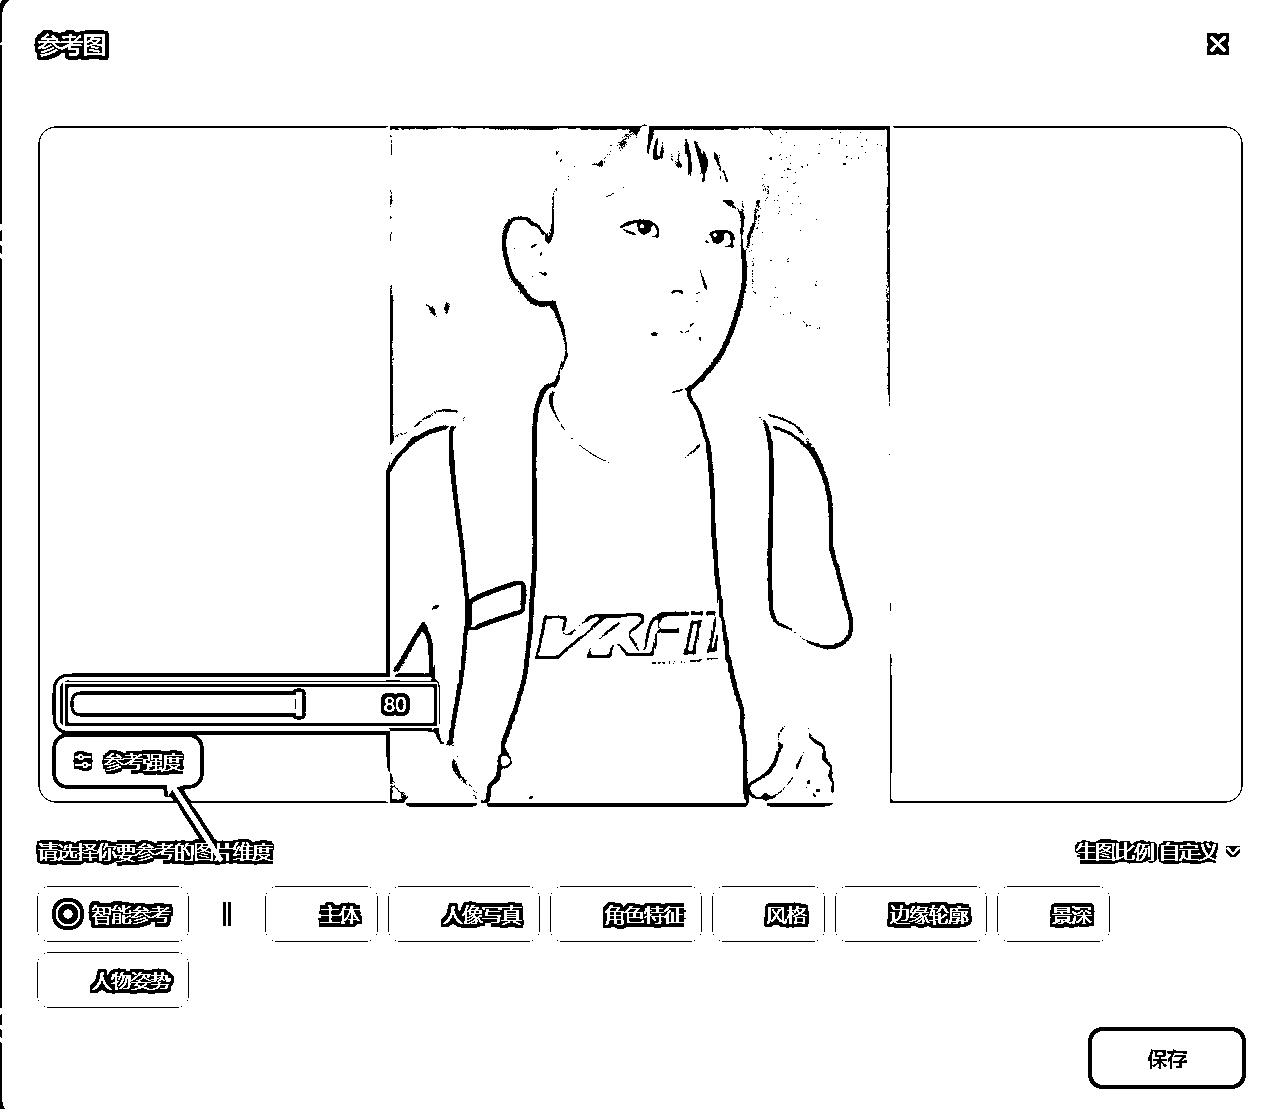 参考图
VRFIT
80
参考强度
请选择你要参考的图片维度
生图比例 自定义
智能参考 主体 人像写真 角色特征 风格 边缘轮廓 景深
人物姿势
保存